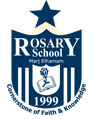 ROSARY
School
Marj Elhamam
1999
Cornerstone of Faith & Knowledge